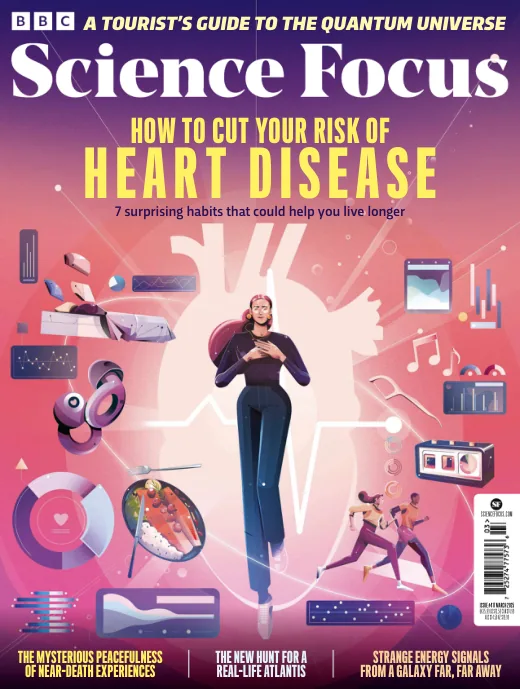 BBC A TOURIST'S GUIDE TO THE QUANTUM UNIVERSE
Science Focus
HOW TO CUT YOUR RISK OF
HEART DISEASE
7 surprising habits that could help you live longer
SF
SCIENCEFOCUS.COM
03>
THE MYSTERIOUS PEACEFULNESS
OF NEAR-DEATH EXPERIENCES
THE NEW HUNT FOR A
REAL-LIFE ATLANTIS
STRANGE ENERGY SIGNALS
FROM A GALAXY FAR, FAR AWAY